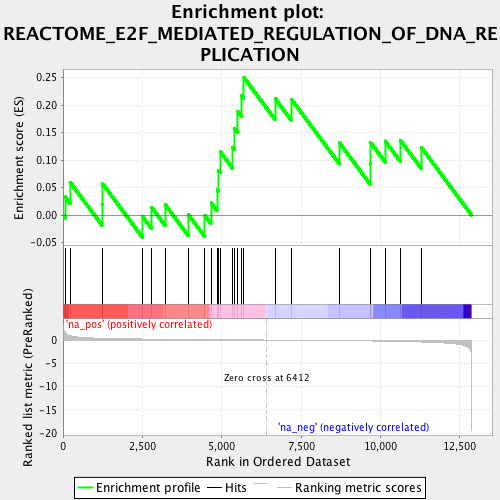 Enrichment plot:
REACTOME_E2F_MEDIATED_REGULATION_OF_DNA_RE
PLICATION
Enrichment score (ES)
0.25
0.20
0.15
0.10
0.05
0.00
-0.05
'na_pos' (positively correlated)
Ranked list metric (PreRanked)
0
-5
-10
-15
-20
Zero cross at 6412
'na_neg' (negatively correlated)
0
2,500
5,000
7,500
10,000
12,500
Rank in Ordered Dataset
Enrichment profile
Hits
Ranking metric scores